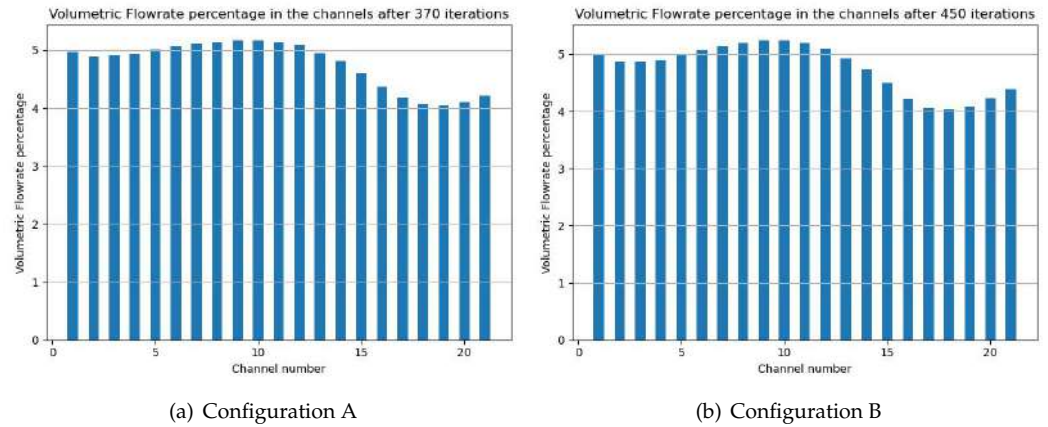 Volumetric Flowrate percentage in the channels after 370 iterations
Volumetric Flowrate percentage
5
4
3
2
1
0
0 5 10 15 20
Channel number
(a) Configuration A
Volumetric Flowrate percentage in the channels after 450 iterations
Volumetric Flowrate percentage
5
4
3
2
1
0
0 5 10 15 20
Channel number
(b) Configuration B